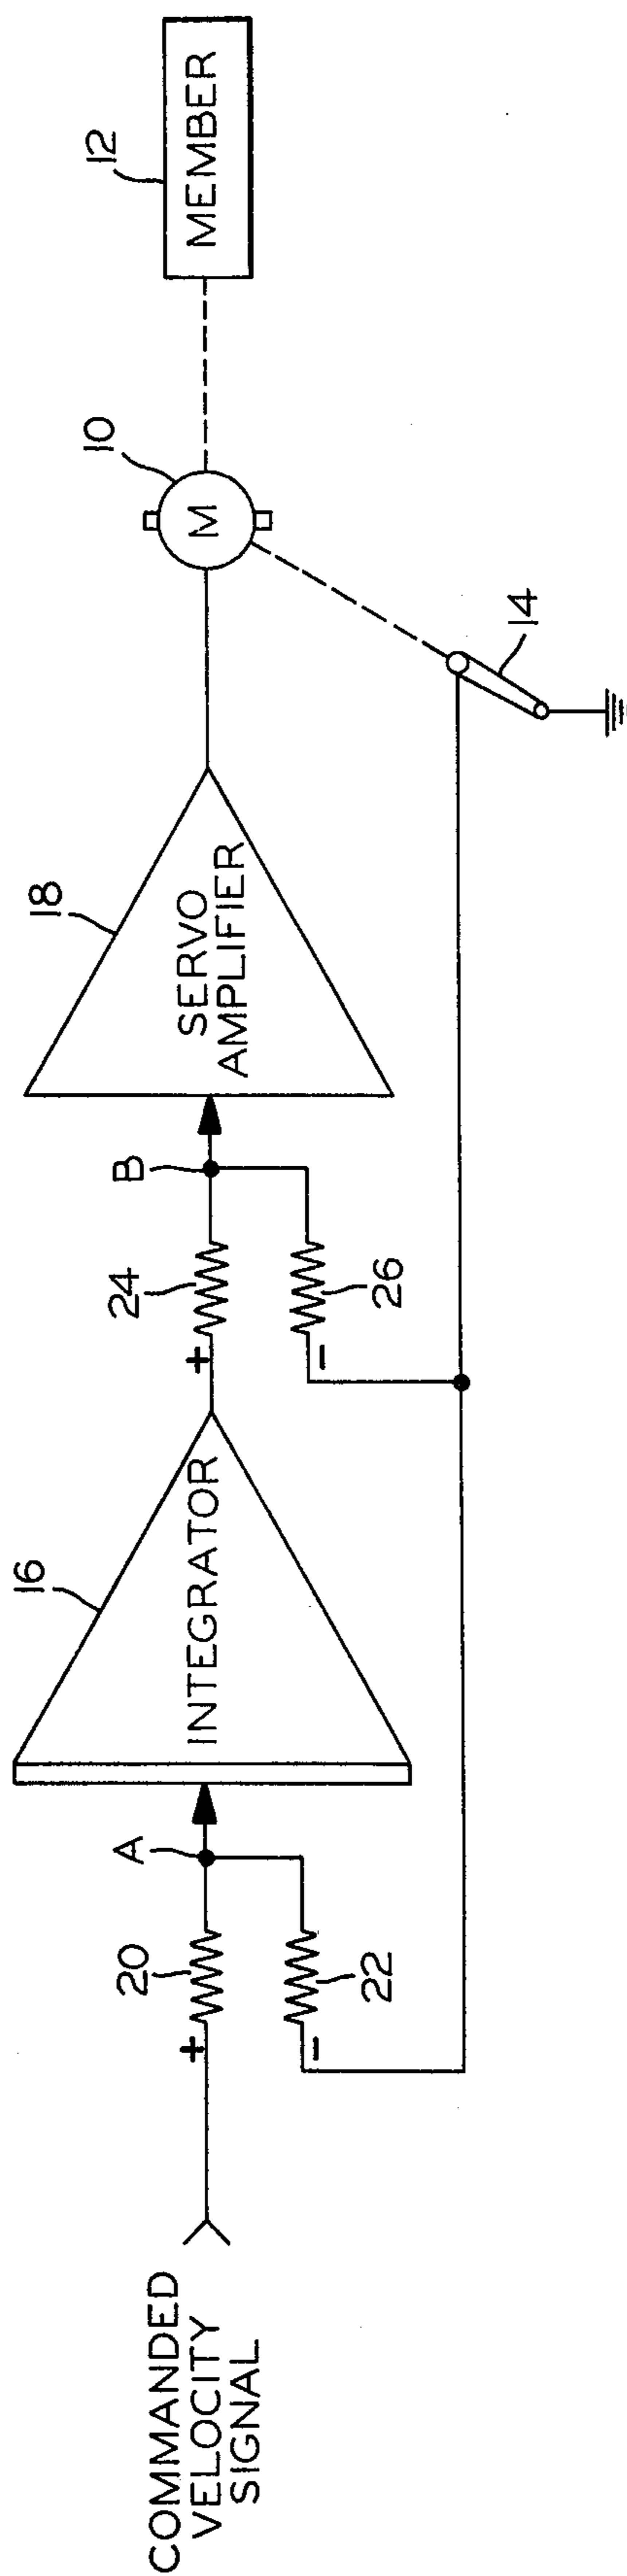 COMMANDED
VELOCITY
SIGNAL
+
20
-
22
A
16
INTEGRATOR
+
24
-
26
B
18
SERVO
AMPLIFIER
10
M
14
12
MEMBER